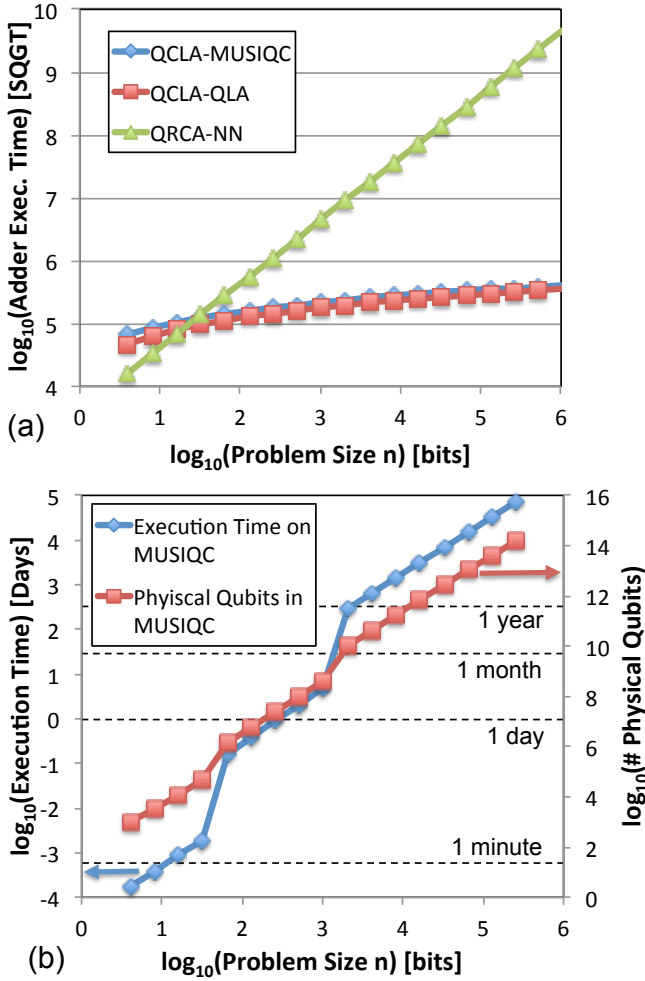 10
9
8
7
6
5
4
log10(Adder Exec. Time) [SQGT]
QCLA-MUSIQC
QCLA-QLA
QRCA-NN
0 1 2 3 4 5 6
(a)
log10(Problem Size n) [bits]
5
4
3
2
1
0
-1
-2
-3
-4
log10(Execution Time) [Days]
Execution Time on
MUSIQC
Phyiscal Qubits in
MUSIQC
1 year
1 month
1 day
1 minute
16
14
12
10
8
6
4
2
0
log10(# Physical Qubits)
0 1 2 3 4 5 6
(b)
log10(Problem Size n) [bits]